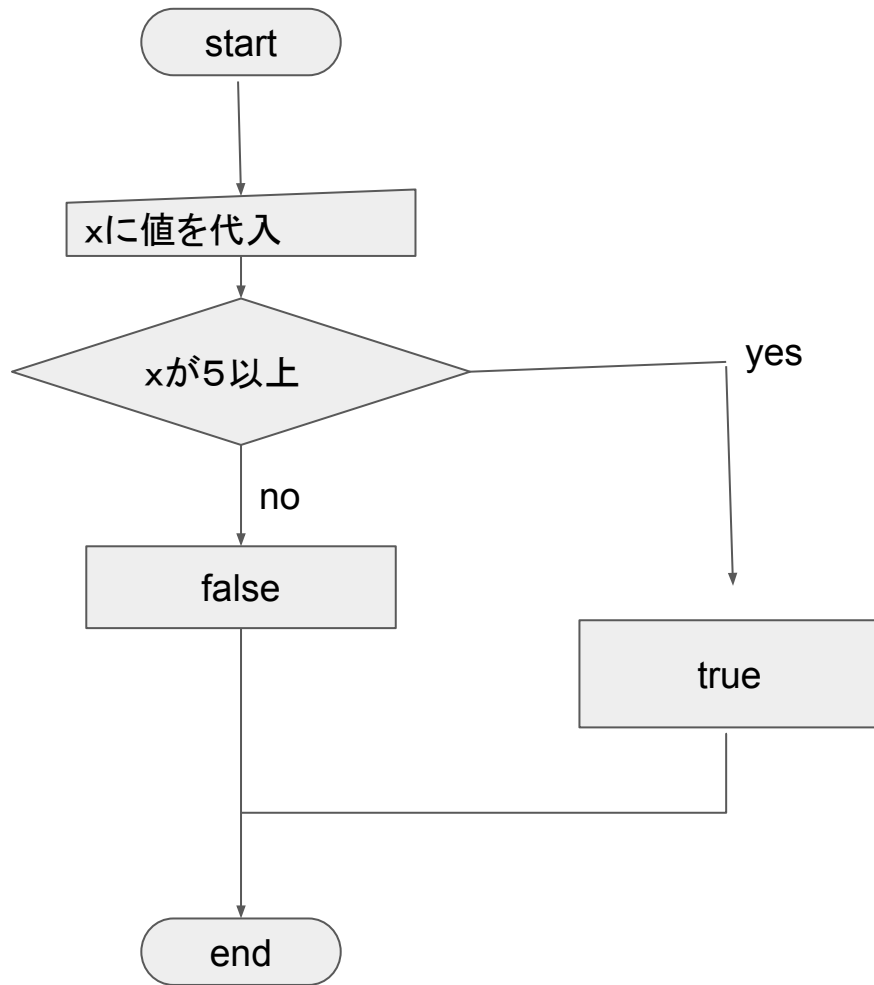 start
xに値を代入
xが５以上
yes
no
false
true
end